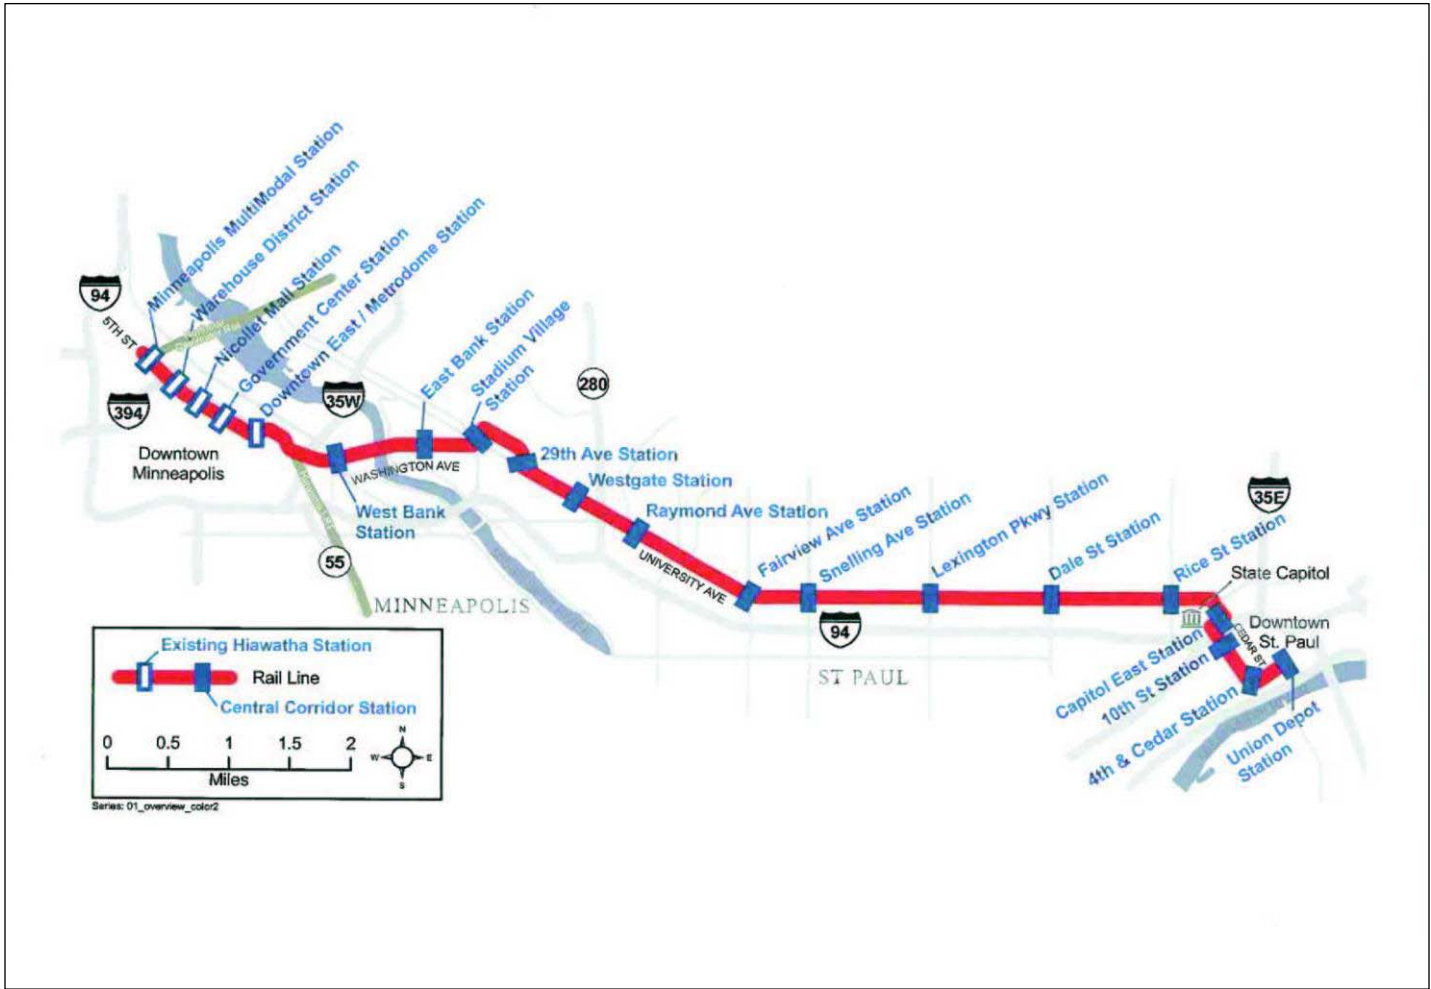 Minneapolis MultiModal Station
Warehouse District Station
Nicollet Mall Station
Government Center Station
Downtown East / Metrodome Station
East Bank Station
Stadium Village
Station
94
5TH ST
394
35W
280
Downtown
Minneapolis
WASHINGTON AVE
West Bank
Station
55
29th Ave Station
Westgate Station
Raymond Ave Station
UNIVERSITY AVE
Fairview Ave Station
Snelling Ave Station
Lexington Pkwy Station
Dale St Station
Rice St Station
35E
State Capitol
Downtown
St. Paul
CEDAR ST
94
MINNEAPOLIS
ST PAUL
Capitol East Station
10th St Station
4th & Cedar Station
Union Depot
Station
Existing Hiawatha Station
Rail Line
Central Corridor Station
0 0.5 1 1.5 2
Miles
N
W E
S
Series: 01_overview_color2